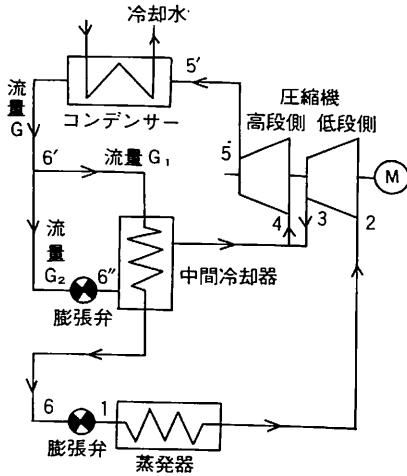 冷却水
5′
圧縮機
高段側 低段側
コンデンサー
流量
G
6′
流量 G₁
5
M
4
3
2
流量
G₂
6″
中間冷却器
膨張弁
6
1
膨張弁
蒸発器